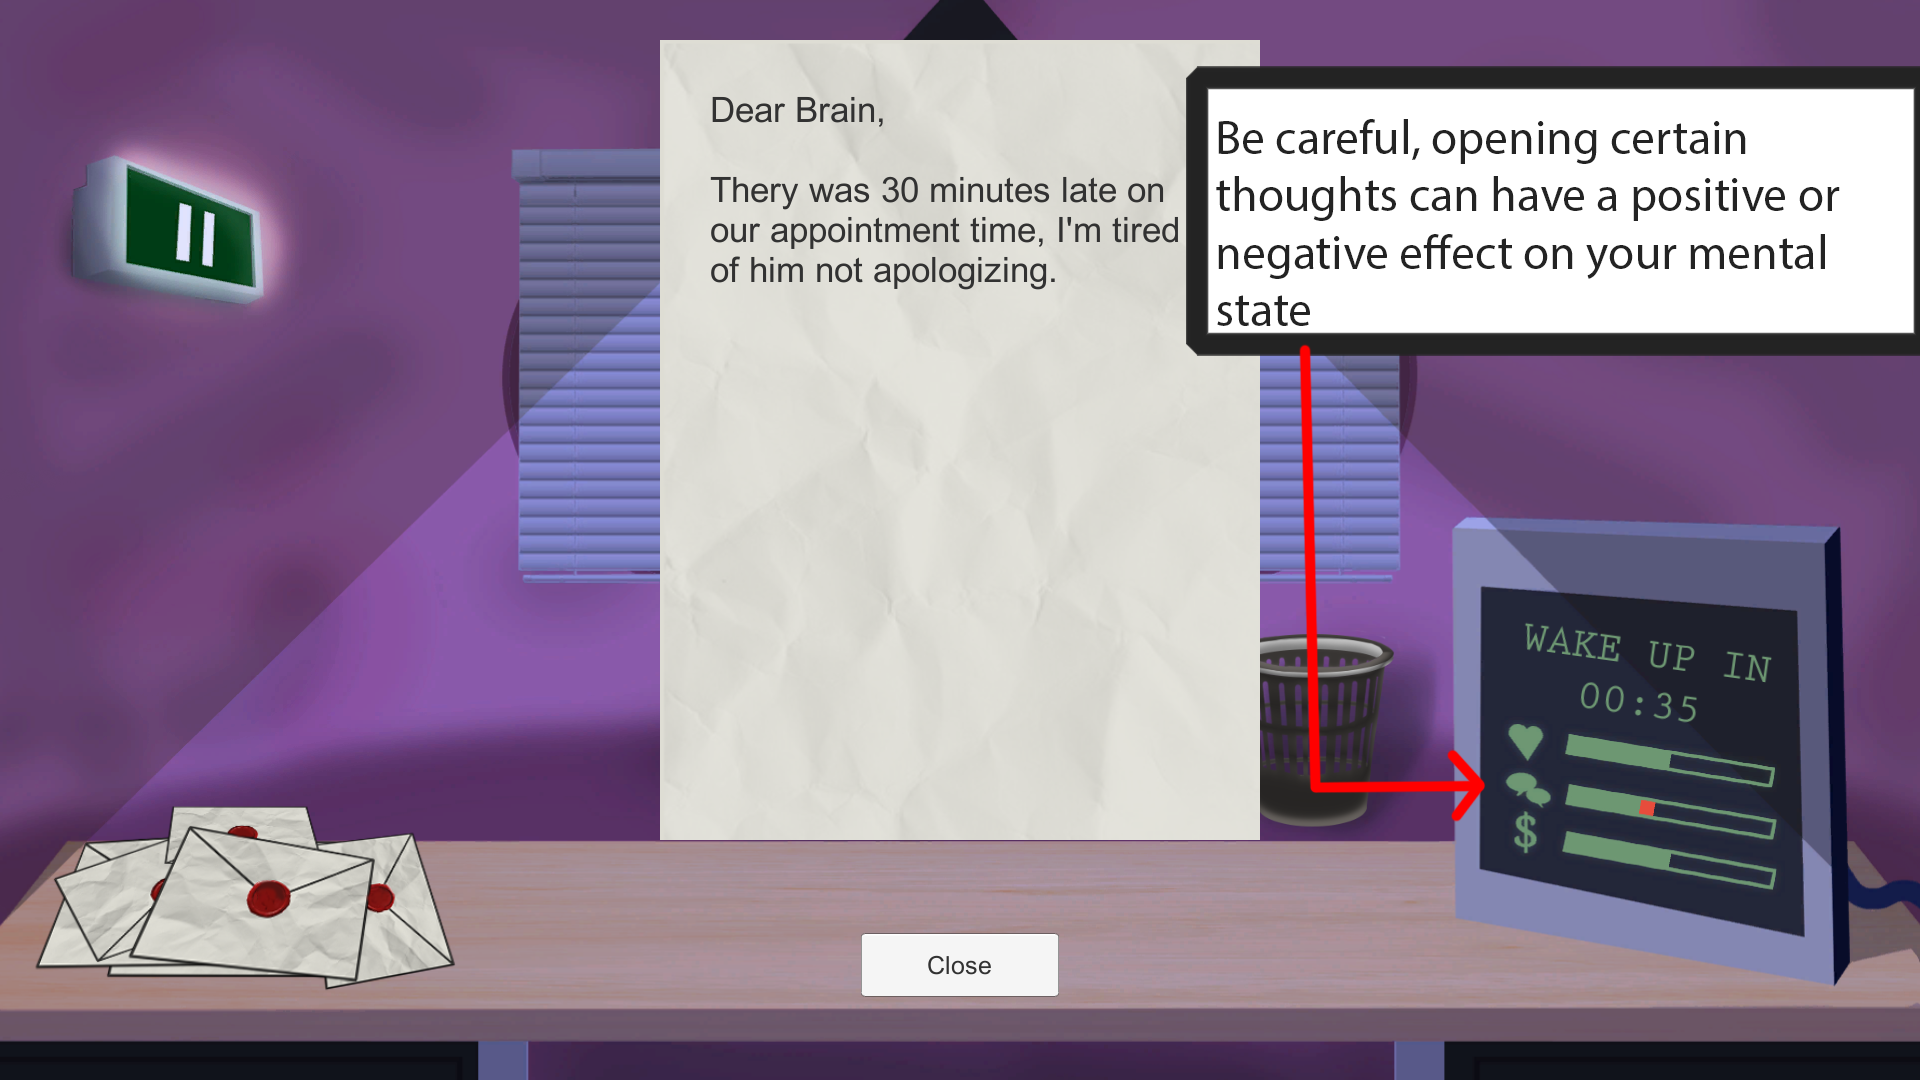 Dear Brain,
Thery was 30 minutes late on
our appointment time, I'm tired
of him not apologizing.
Be careful, opening certain
thoughts can have a positive or
negative effect on your mental
state
WAKE UP IN
00:35
$
Close